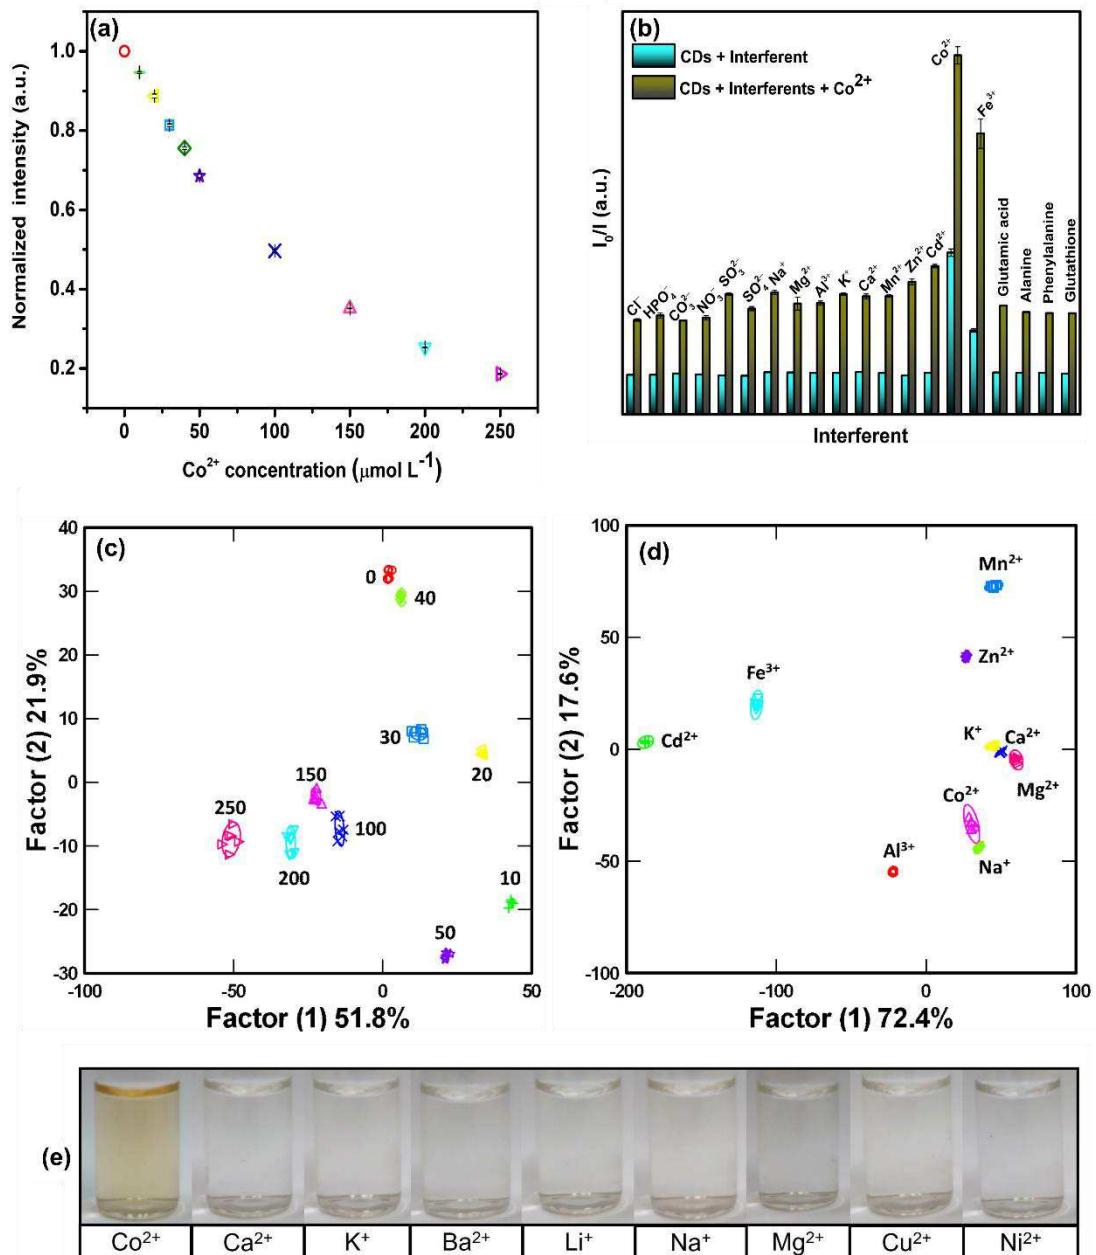 (a)
Normalized intensity (a.u.)
1.0
0.8
0.6
0.4
0.2
0 50 100 150 200 250
Co²⁺ concentration (μmol L⁻¹)
(b)
CDs + Interferent
CDs + Interferents + Co²⁺
I₀/I (a.u.)
Cl⁻
HPO₄⁻
CO₃²⁻
NO₃⁻
SO₃²⁻
SO₄²⁻
Na⁺
Mg²⁺
Al³⁺
K⁺
Ca²⁺
Mn²⁺
Zn²⁺
Cd²⁺
Co²⁺
Fe³⁺
Glutamic acid
Alanine
Phenylalanine
Glutathione
Interferent
(c)
Factor (2) 21.9%
40
30
20
10
0
-10
-20
-30
0
40
30
20
150
250
100
200
10
50
-100 -50 0 50
Factor (1) 51.8%
(d)
Factor (2) 17.6%
100
50
0
-50
-100
Mn²⁺
Zn²⁺
Fe³⁺
Cd²⁺
K⁺
Ca²⁺
Mg²⁺
Co²⁺
Na⁺
Al³⁺
-200 -100 0 100
Factor (1) 72.4%
(e)
Co²⁺ Ca²⁺ K⁺ Ba²⁺ Li⁺ Na⁺ Mg²⁺ Cu²⁺ Ni²⁺